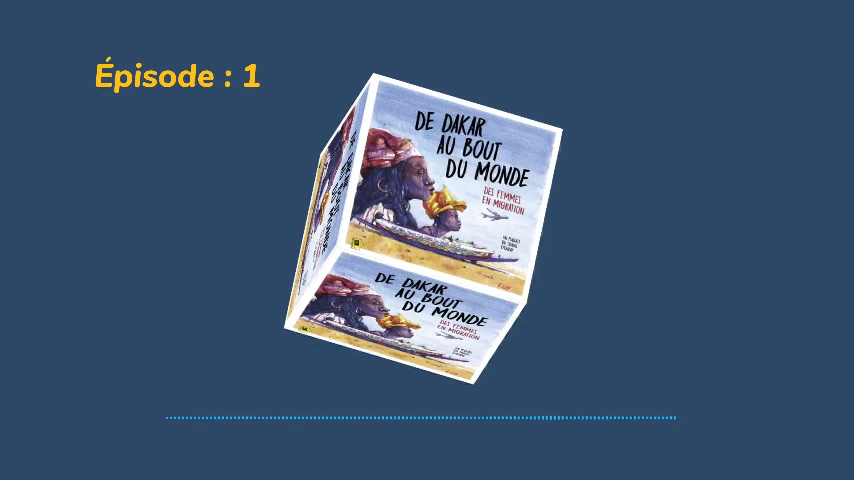 Épisode : 1
DE DAKAR
AU BOUT
DU MONDE
DES FEMMES
EN MIGRATION
DE DAKAR
AU BOUT
DU MONDE
DES FEMMES
EN MIGRATION